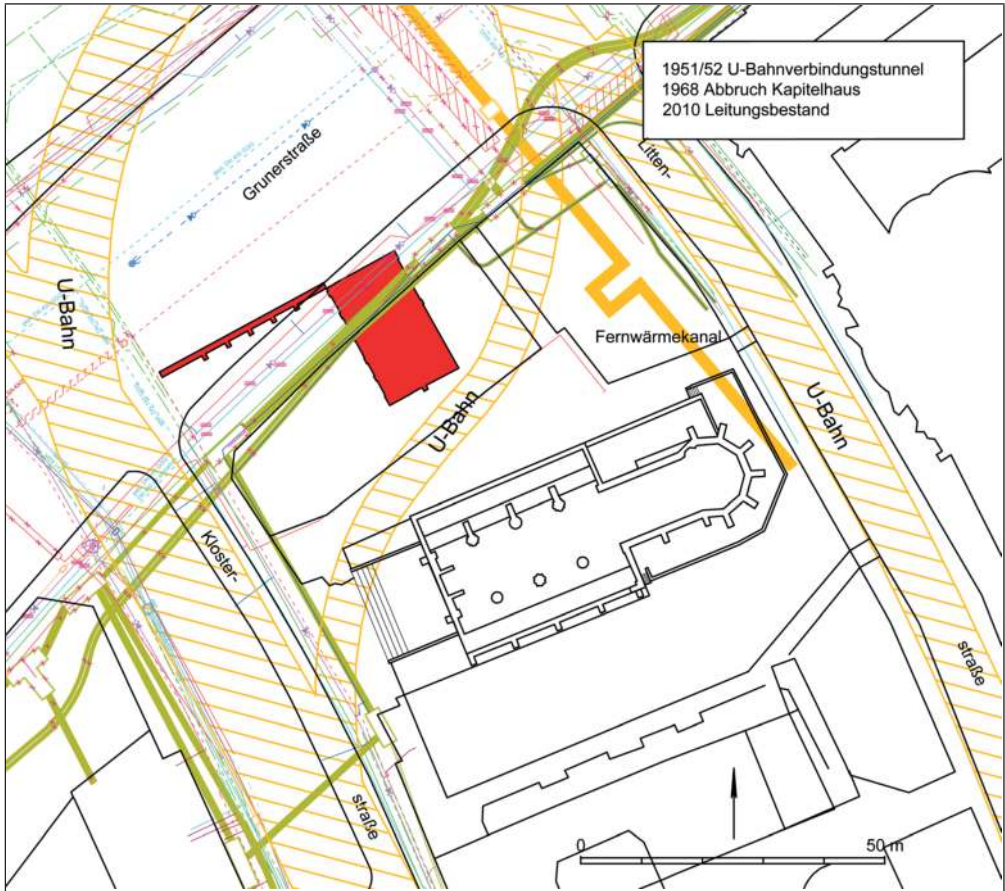 1951/52 U-Bahnverbindungstunnel
1968 Abbruch Kapitelhaus
2010 Leitungsbestand
Grunerstraße
Litten-
U-Bahn
Fernwärmekanal
U-Bahn
U-Bahn
Kloster-
straße
straße
0 50 m